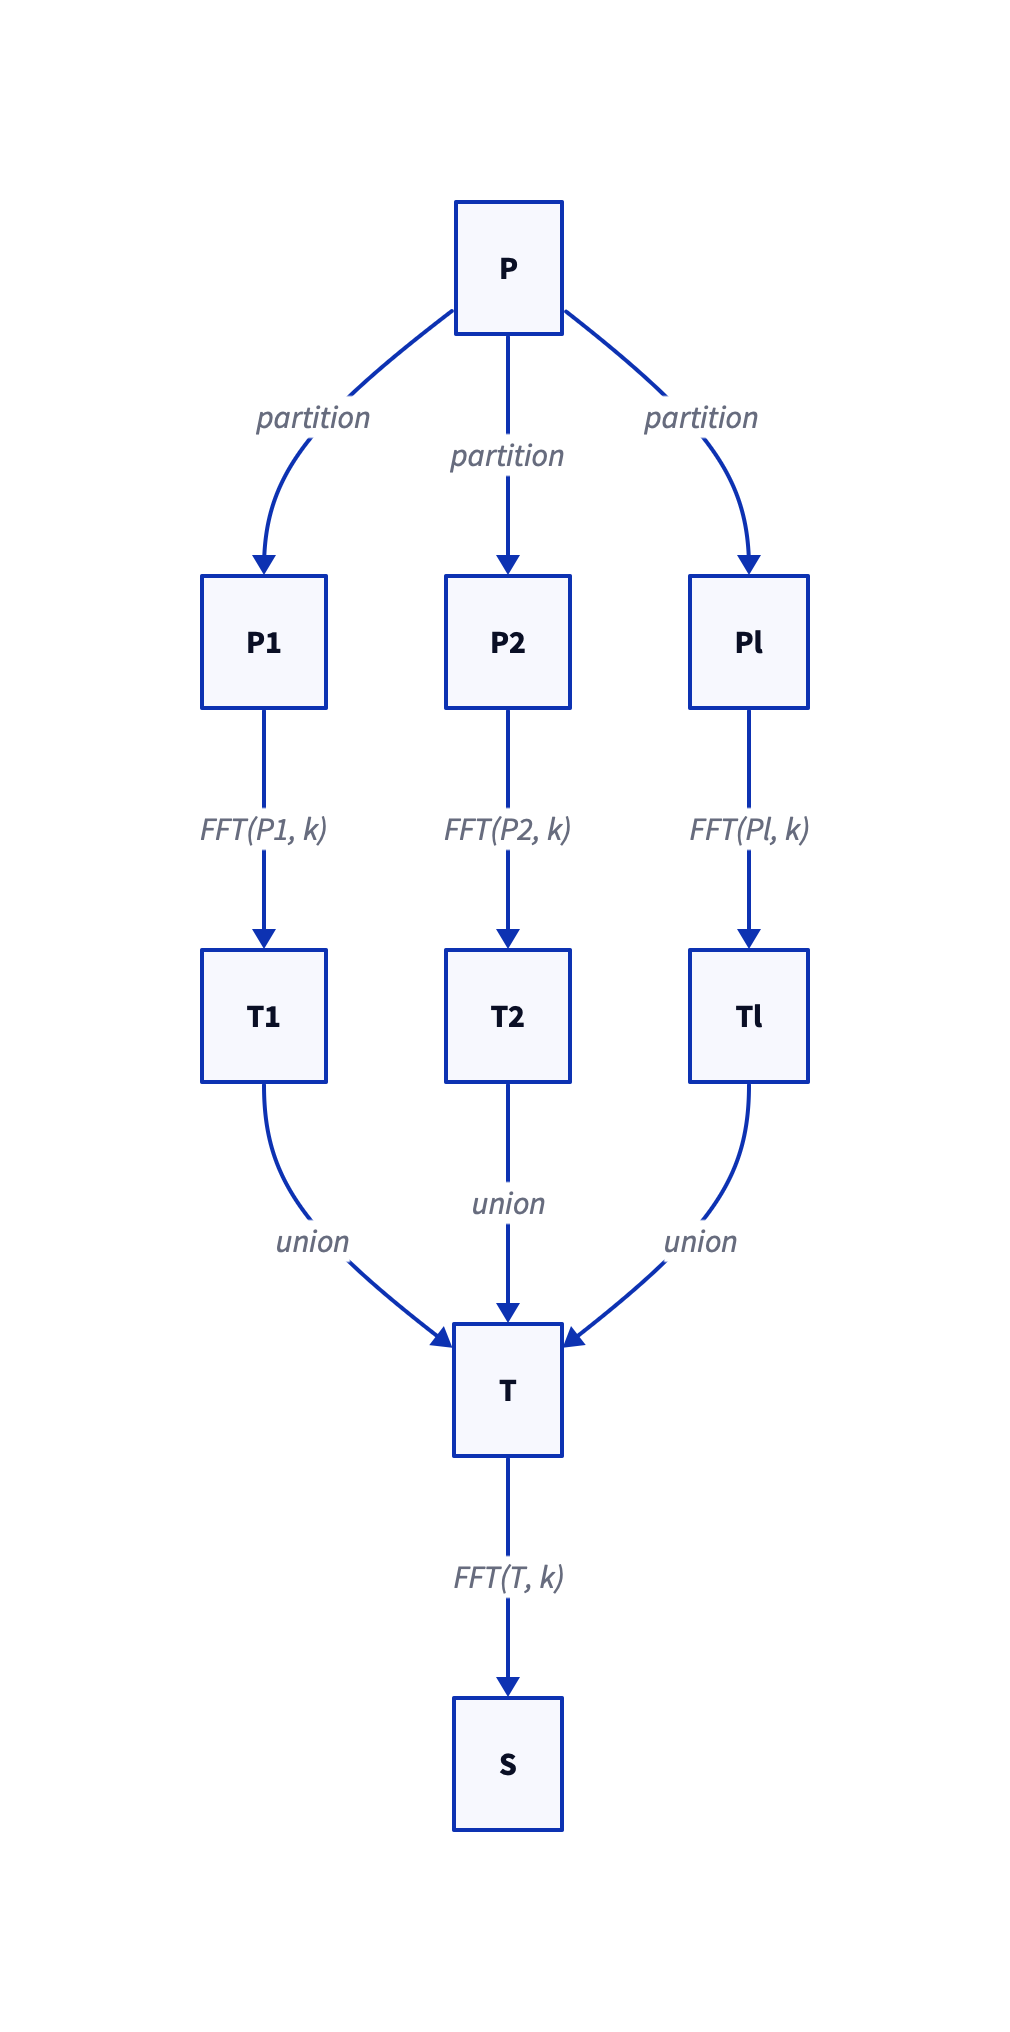 P
partition
partition
partition
P1
P2
Pl
FFT(P1, k)
FFT(P2, k)
FFT(Pl, k)
T1
T2
Tl
union
union
union
T
FFT(T, k)
S